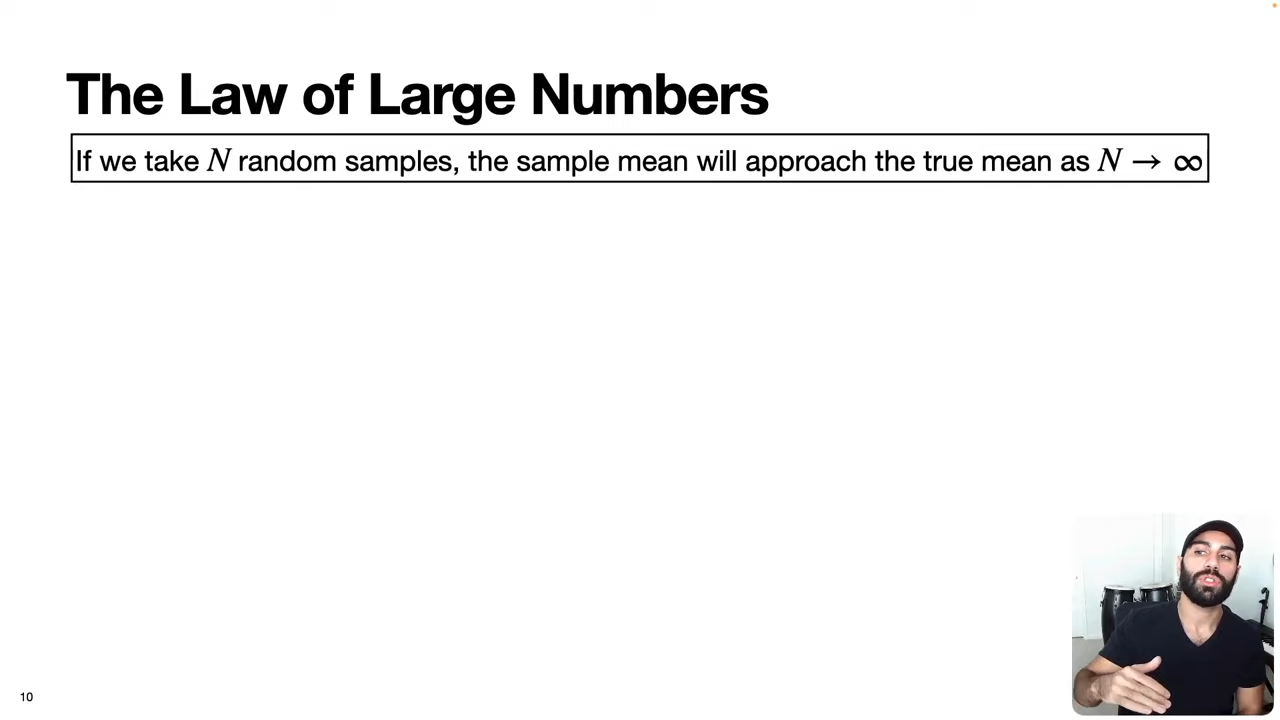 The Law of Large Numbers
If we take N random samples, the sample mean will approach the true mean as N → ∞
10